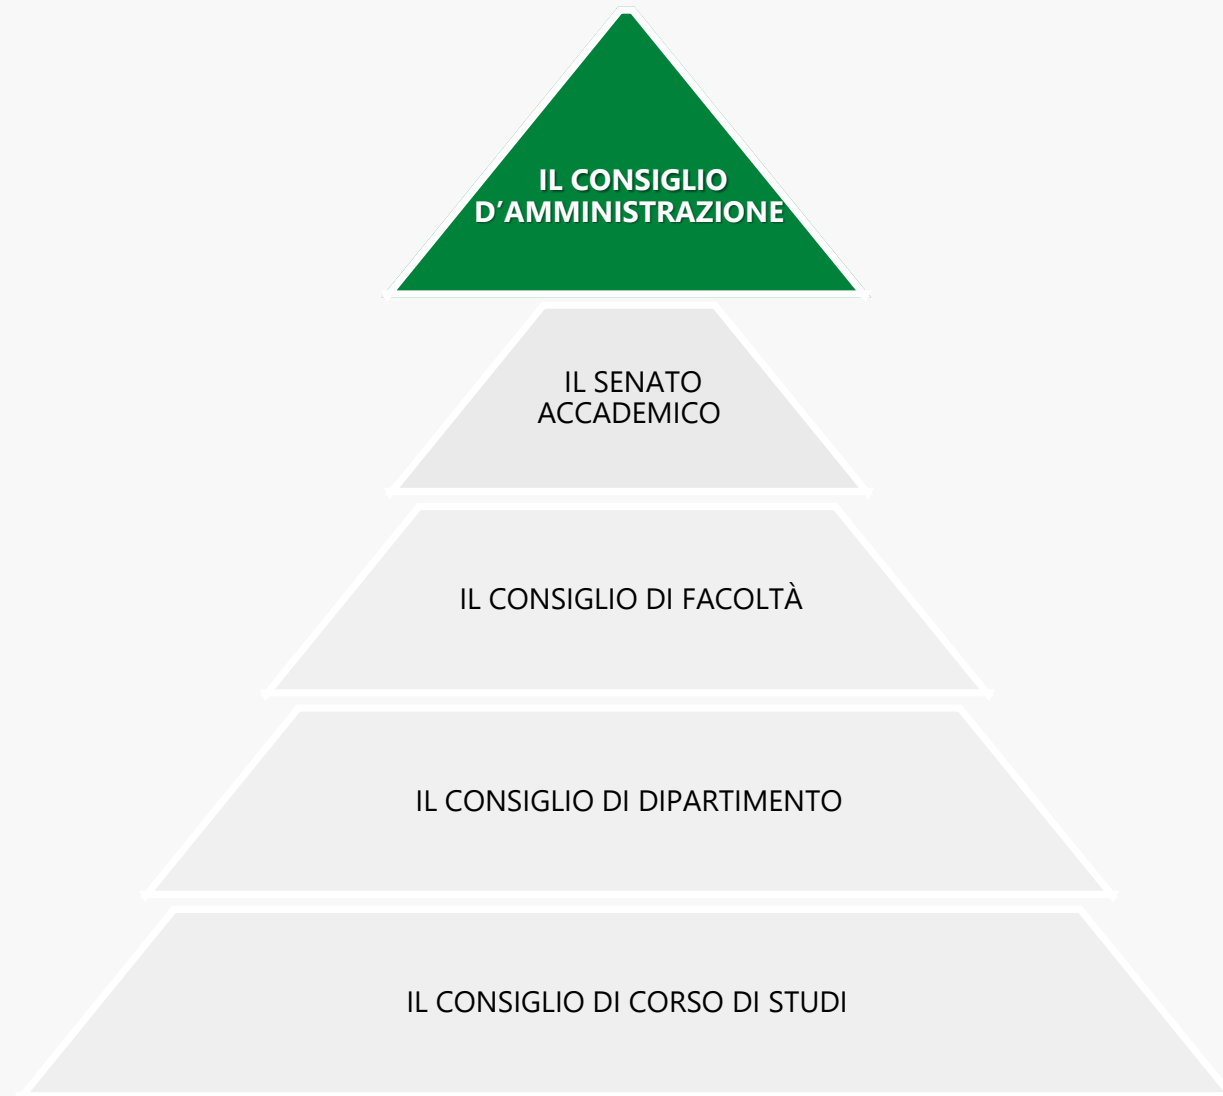 IL CONSIGLIO
D’AMMINISTRAZIONE
IL SENATO
ACCADEMICO
IL CONSIGLIO DI FACOLTÀ
IL CONSIGLIO DI DIPARTIMENTO
IL CONSIGLIO DI CORSO DI STUDI